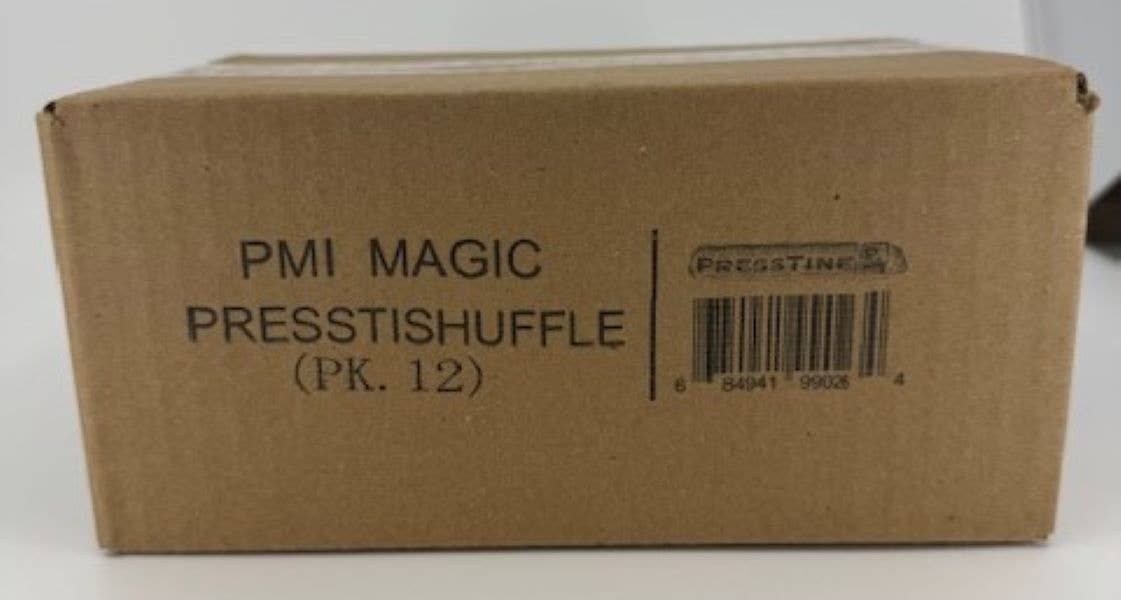 PMI MAGIC
PRESSTISHUFFLE
(PK. 12)
PRESSTINE
6 84941 99026 4